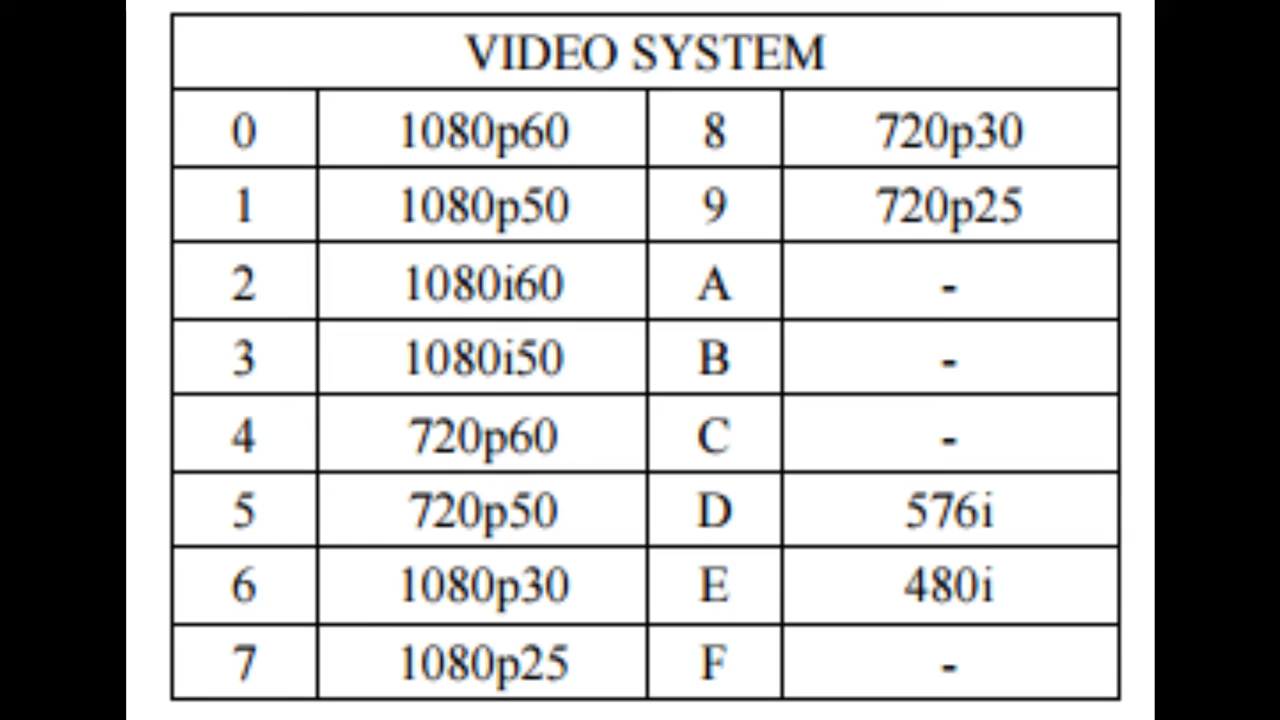 VIDEO SYSTEM
0 1080p60 8 720p30
1 1080p50 9 720p25
2 1080i60 A -
3 1080i50 B -
4 720p60 C -
5 720p50 D 576i
6 1080p30 E 480i
7 1080p25 F -